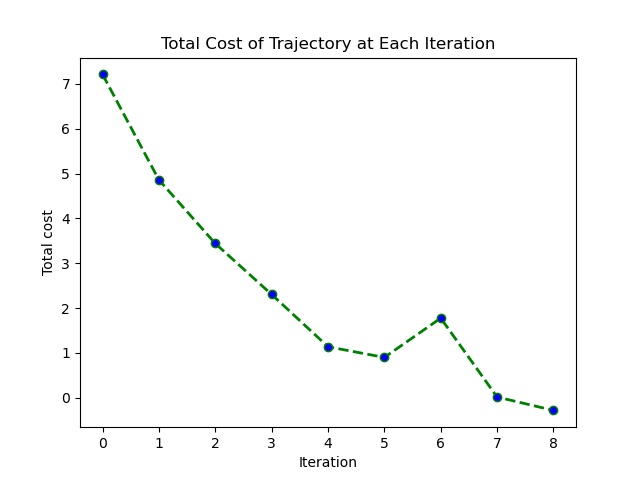 Total Cost of Trajectory at Each Iteration
7
6
5
4
3
2
1
0
Total cost
0 1 2 3 4 5 6 7 8
Iteration